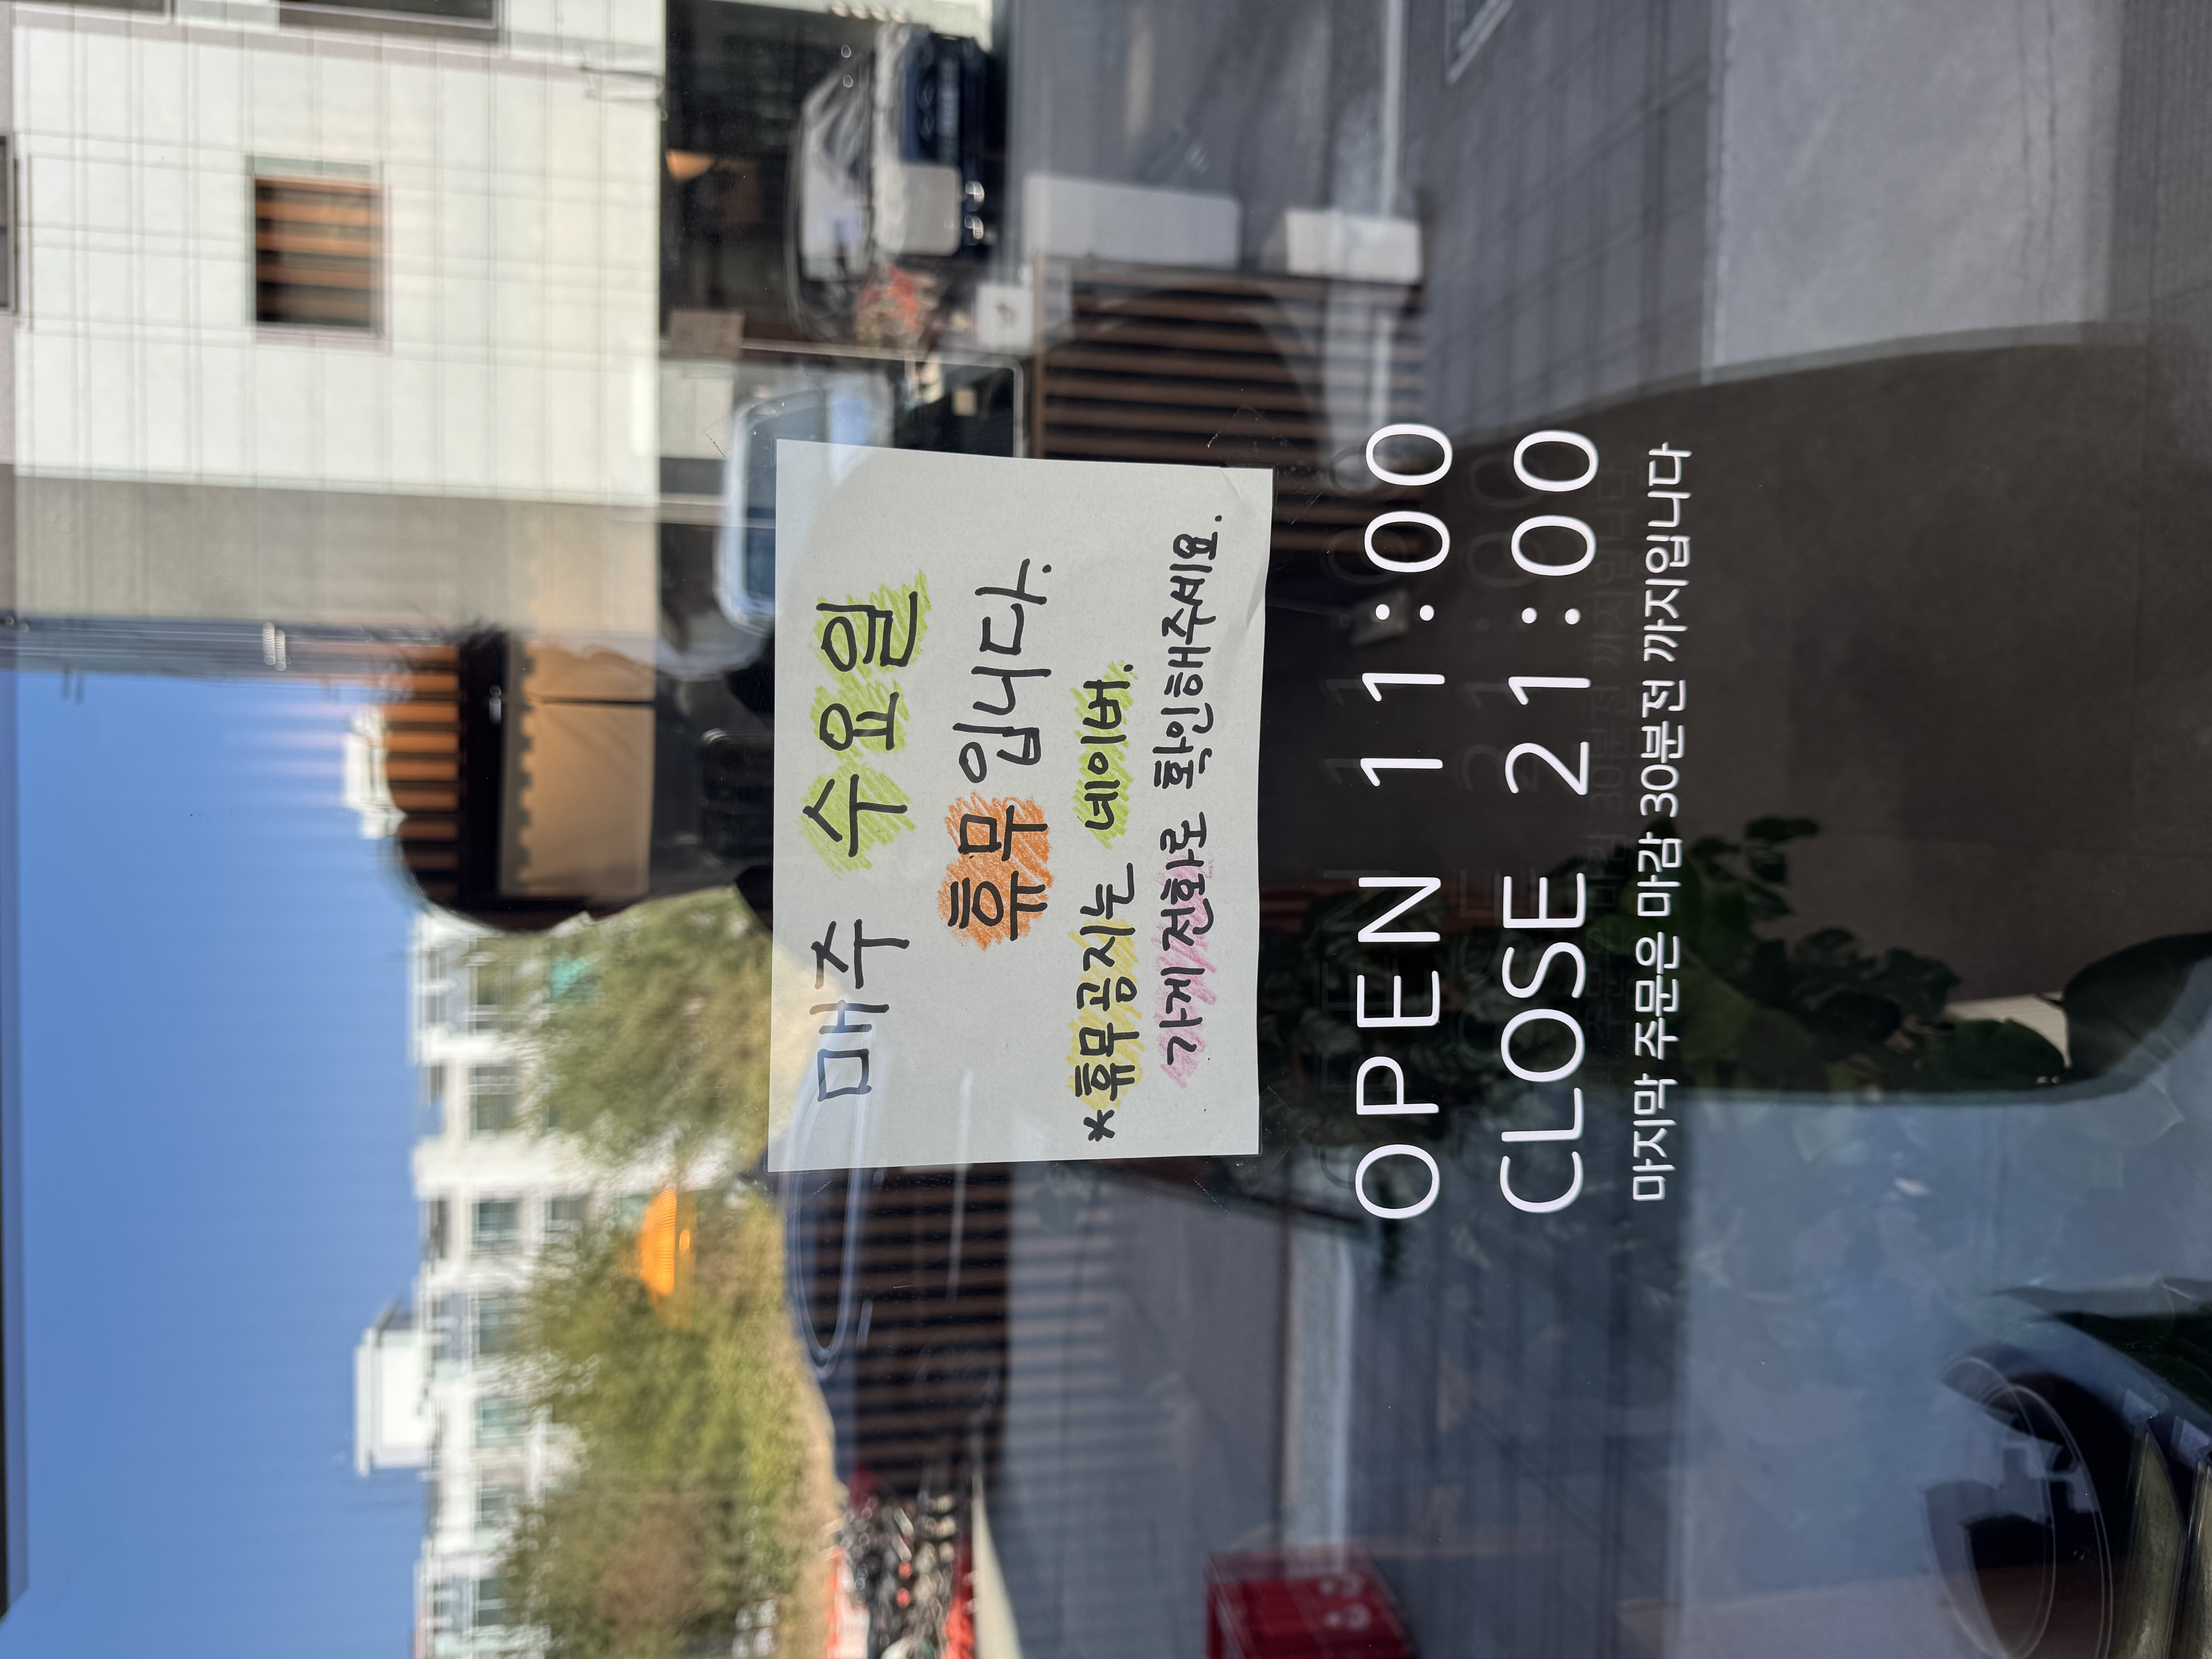 매주 수요일
휴무입니다.
*휴무공지는 네이버.
가게 전화로 확인해주세요.
OPEN 11:00
CLOSE 21:00
마지막 주문은 마감 30분전 까지입니다